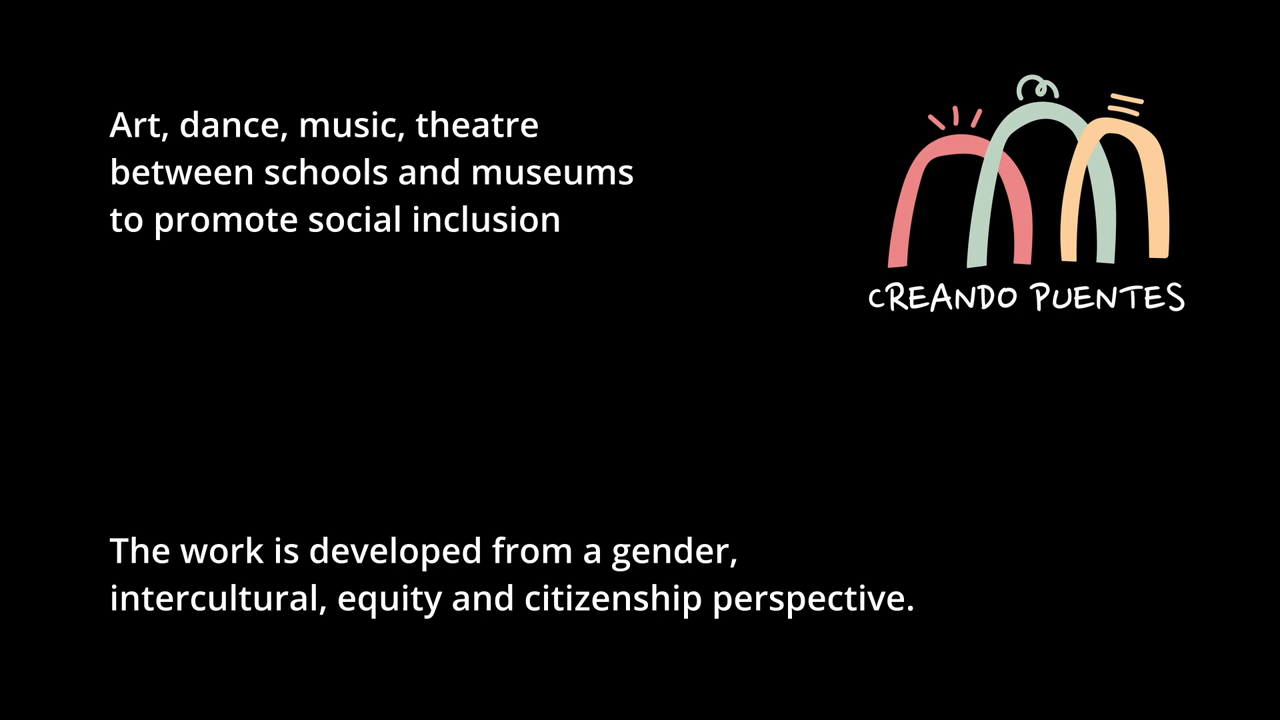 Art, dance, music, theatre
between schools and museums
to promote social inclusion
CREANDO PUENTES
The work is developed from a gender,
intercultural, equity and citizenship perspective.